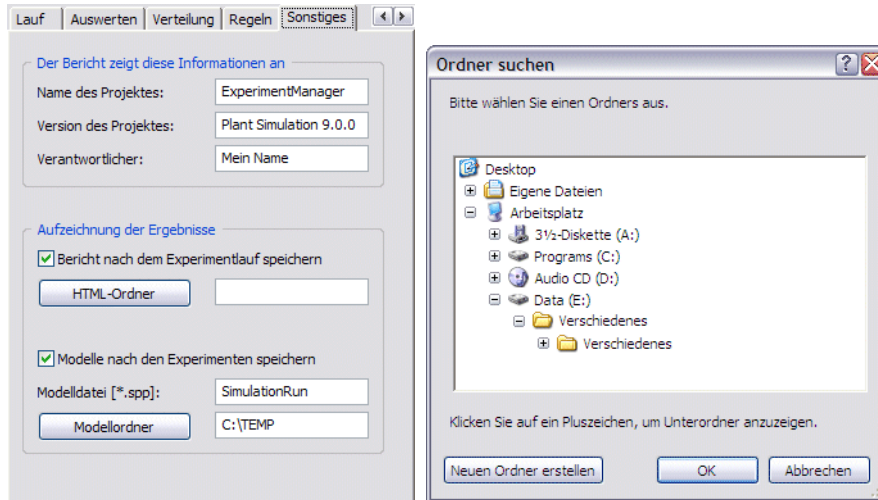 Lauf Auswerten Verteilung Regeln Sonstiges
Der Bericht zeigt diese Informationen an
Name des Projektes: ExperimentManager
Version des Projektes: Plant Simulation 9.0.0
Verantwortlicher: Mein Name
Aufzeichnung der Ergebnisse
Bericht nach dem Experimentlauf speichern
HTML-Ordner
Modelle nach den Experimenten speichern
Modelldatei [*.spp]: SimulationRun
Modellordner C:\TEMP
Ordner suchen
Bitte wählen Sie einen Ordners aus.
Desktop
Eigene Dateien
Arbeitsplatz
3½-Diskette (A:)
Programs (C:)
Audio CD (D:)
Data (E:)
Verschiedenes
Verschiedenes
Klicken Sie auf ein Pluszeichen, um Unterordner anzuzeigen.
Neuen Ordner erstellen OK Abbrechen